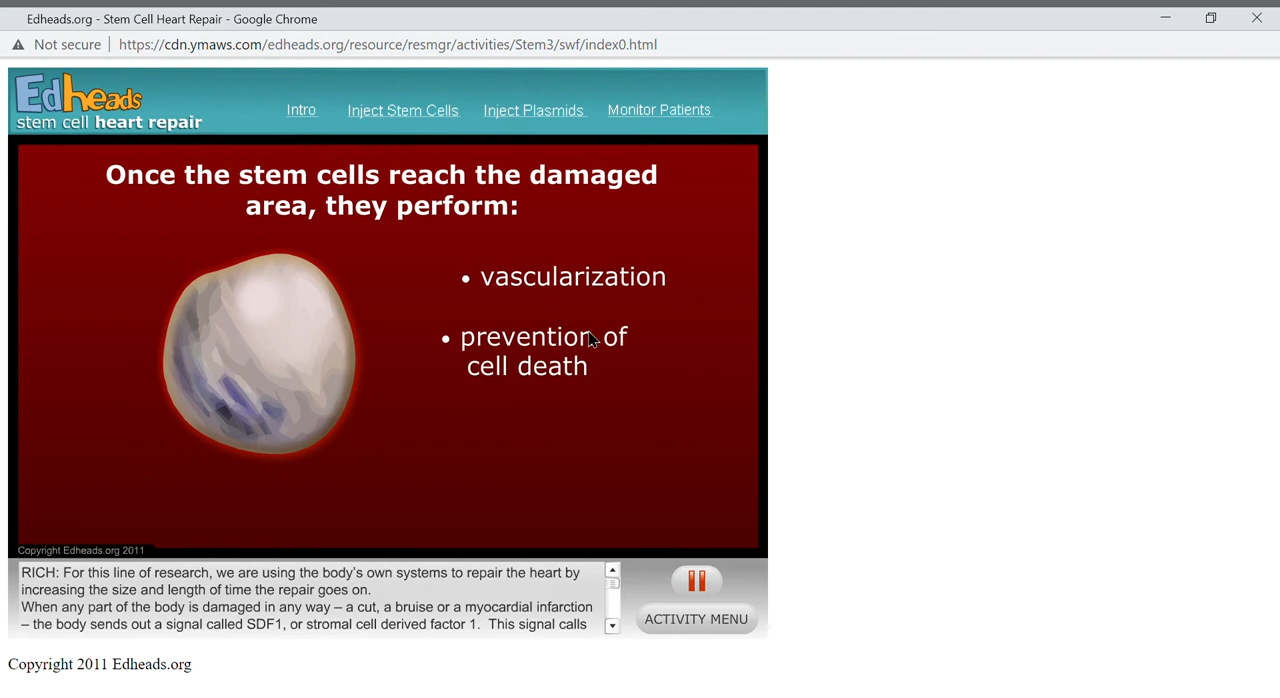 Edheads.org - Stem Cell Heart Repair - Google Chrome
Not secure | https://cdn.ymaws.com/edheads.org/resource/resmgr/activities/Stem3/swf/index0.html
Edheads
stem cell heart repair
Intro Inject Stem Cells Inject Plasmids Monitor Patients
Once the stem cells reach the damaged
area, they perform:
• vascularization
• prevention of
cell death
Copyright Edheads.org 2011
RICH: For this line of research, we are using the body's own systems to repair the heart by
increasing the size and length of time the repair goes on.
When any part of the body is damaged in any way – a cut, a bruise or a myocardial infarction
– the body sends out a signal called SDF1, or stromal cell derived factor 1. This signal calls
ACTIVITY MENU
Copyright 2011 Edheads.org